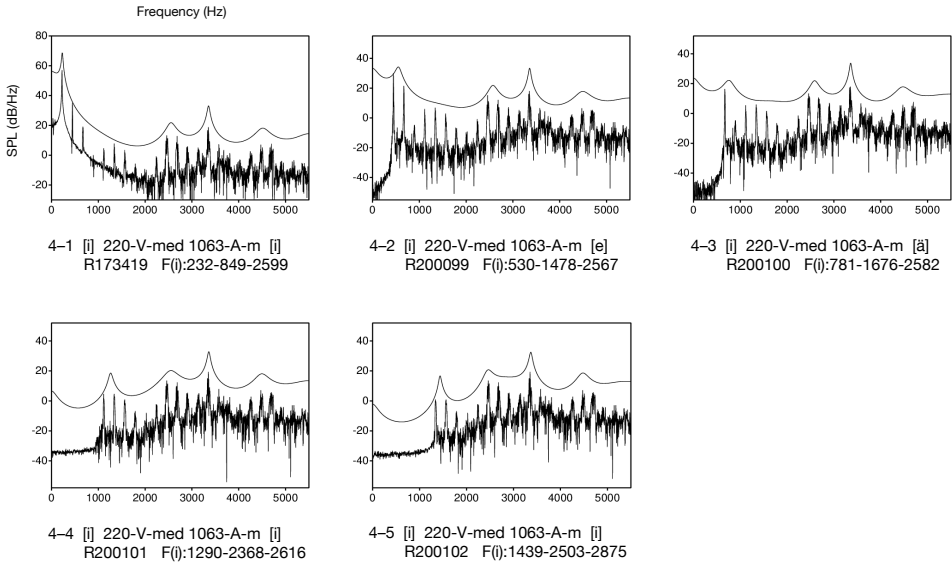 Frequency (Hz)
SPL (dB/Hz)
80
60
40
20
0
-20
0 1000 2000 3000 4000 5000
40
20
0
-20
-40
0 1000 2000 3000 4000 5000
40
20
0
-20
-40
0 1000 2000 3000 4000 5000
4–1 [i] 220-V-med 1063-A-m [i]
R173419 F(i):232-849-2599
4–2 [i] 220-V-med 1063-A-m [e]
R200099 F(i):530-1478-2567
4–3 [i] 220-V-med 1063-A-m [ä]
R200100 F(i):781-1676-2582
40
20
0
-20
-40
0 1000 2000 3000 4000 5000
40
20
0
-20
-40
0 1000 2000 3000 4000 5000
4–4 [i] 220-V-med 1063-A-m [i]
R200101 F(i):1290-2368-2616
4–5 [i] 220-V-med 1063-A-m [i]
R200102 F(i):1439-2503-2875